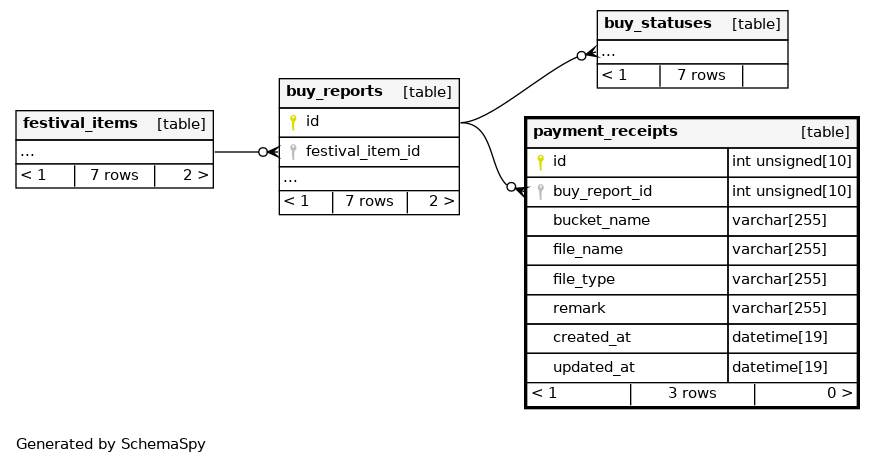 buy_statuses [table]
...
< 1 7 rows
buy_reports [table]
id
festival_item_id
...
< 1 7 rows 2 >
festival_items [table]
...
< 1 7 rows 2 >
payment_receipts [table]
id int unsigned[10]
buy_report_id int unsigned[10]
bucket_name varchar[255]
file_name varchar[255]
file_type varchar[255]
remark varchar[255]
created_at datetime[19]
updated_at datetime[19]
< 1 3 rows 0 >
Generated by SchemaSpy